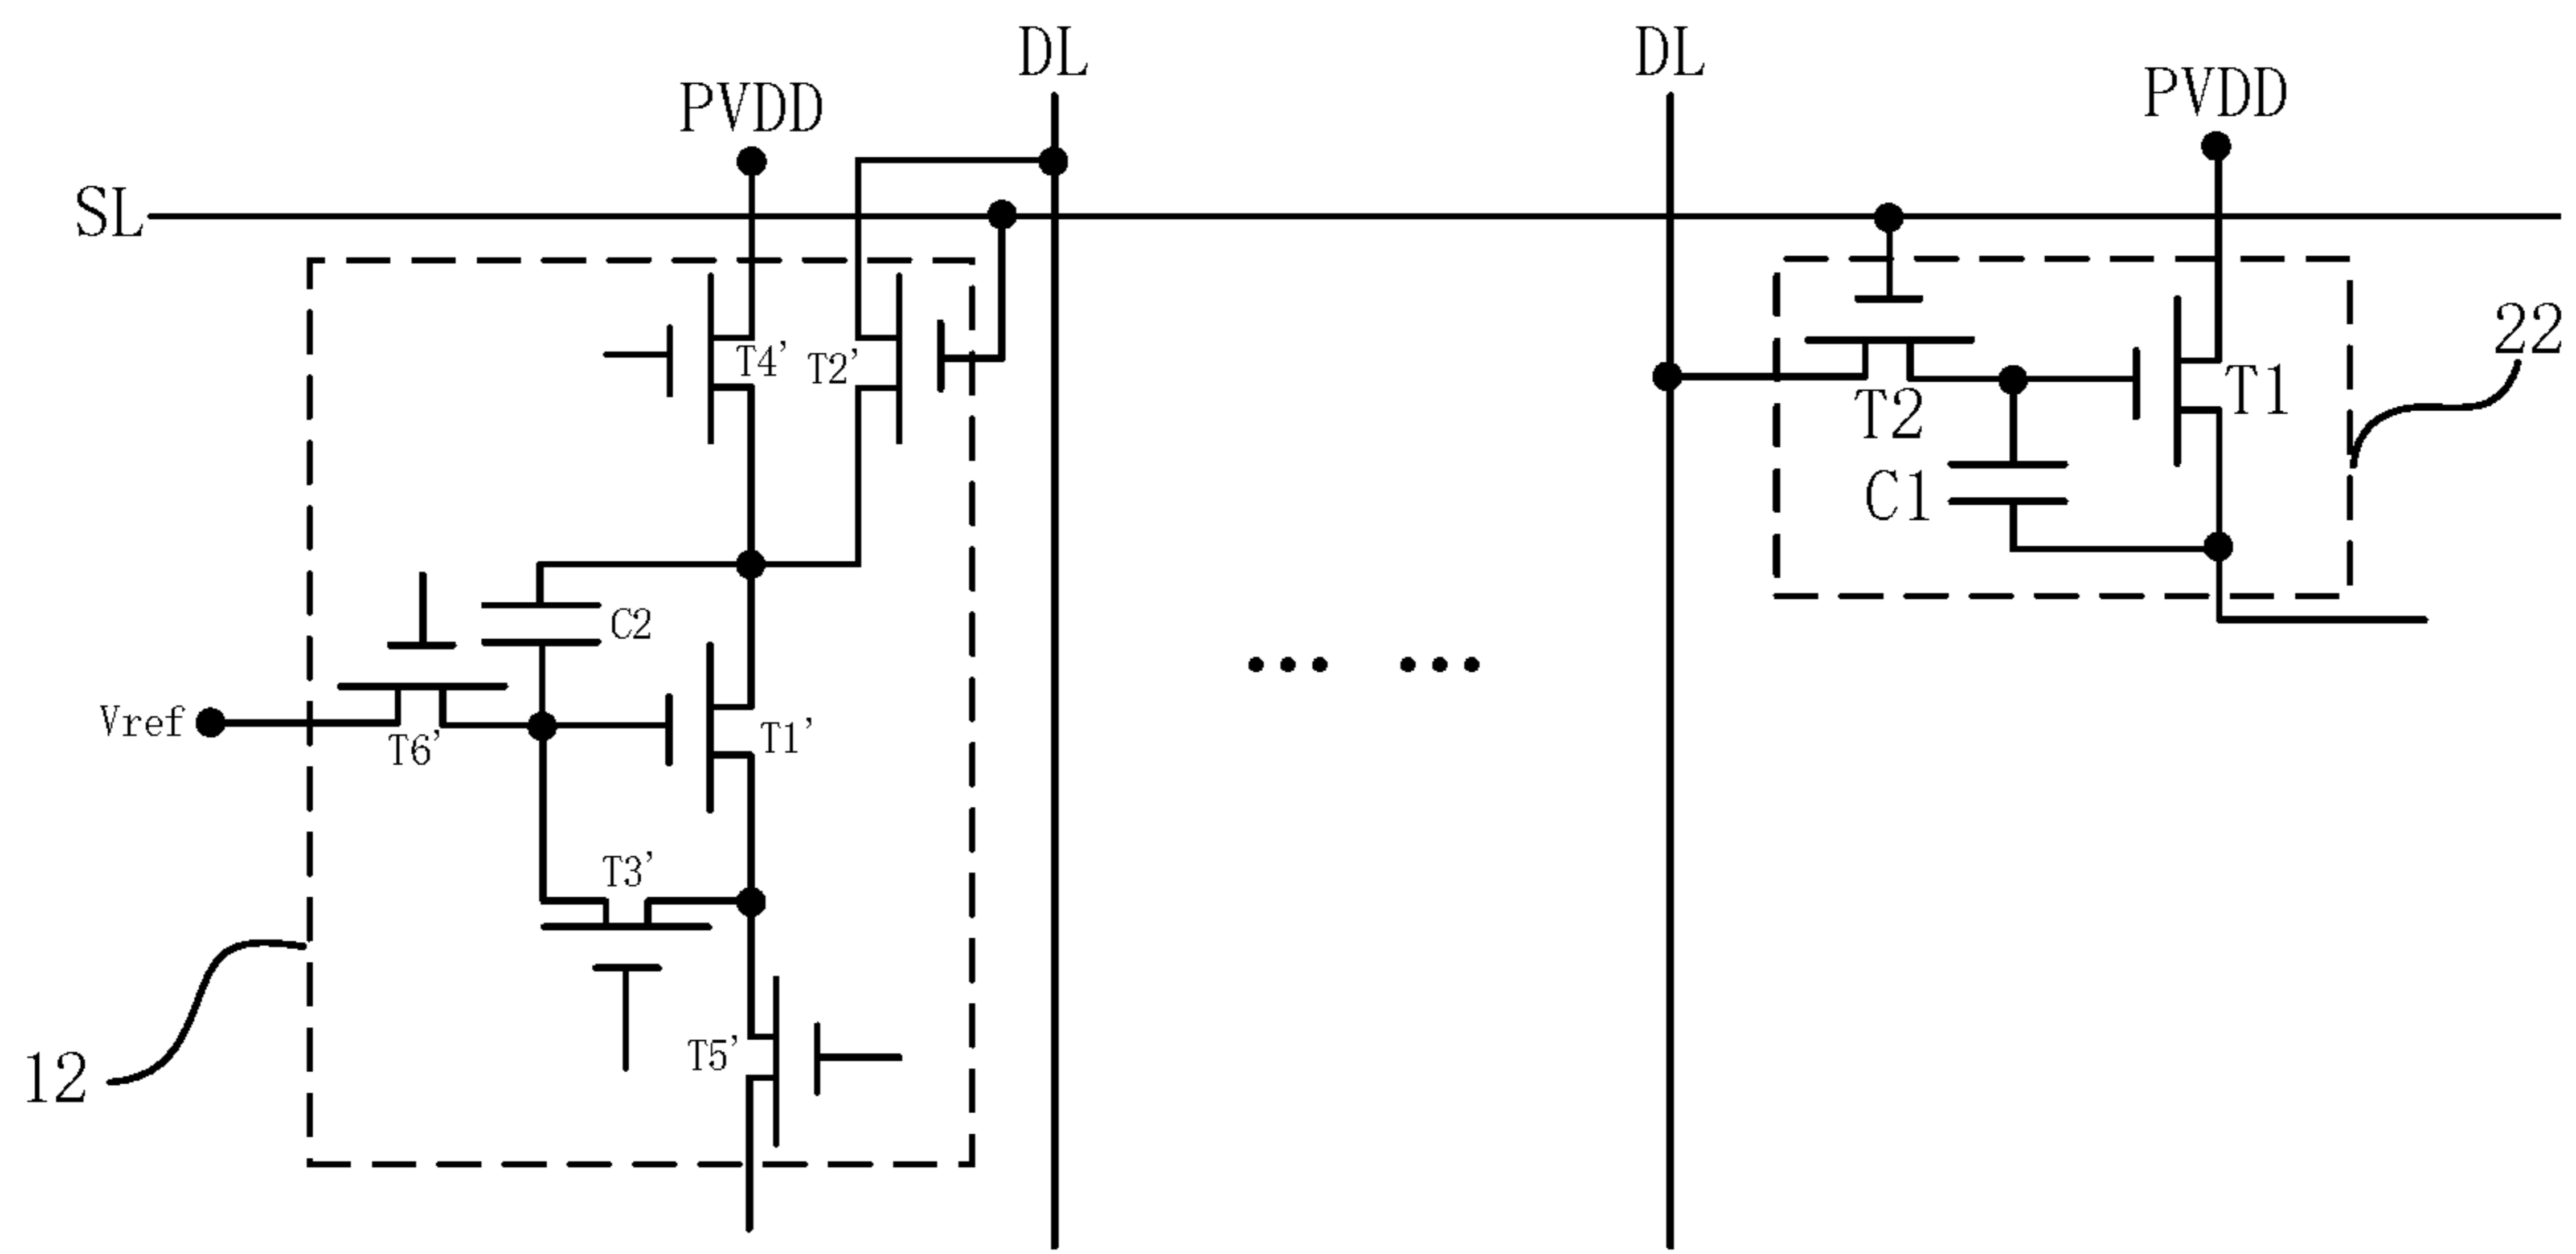 DL
DL
PVDD
PVDD
SL
T4'
T2'
22
T2
T1
C1
C2
Vref
T6'
T1'
T3'
T5'
12